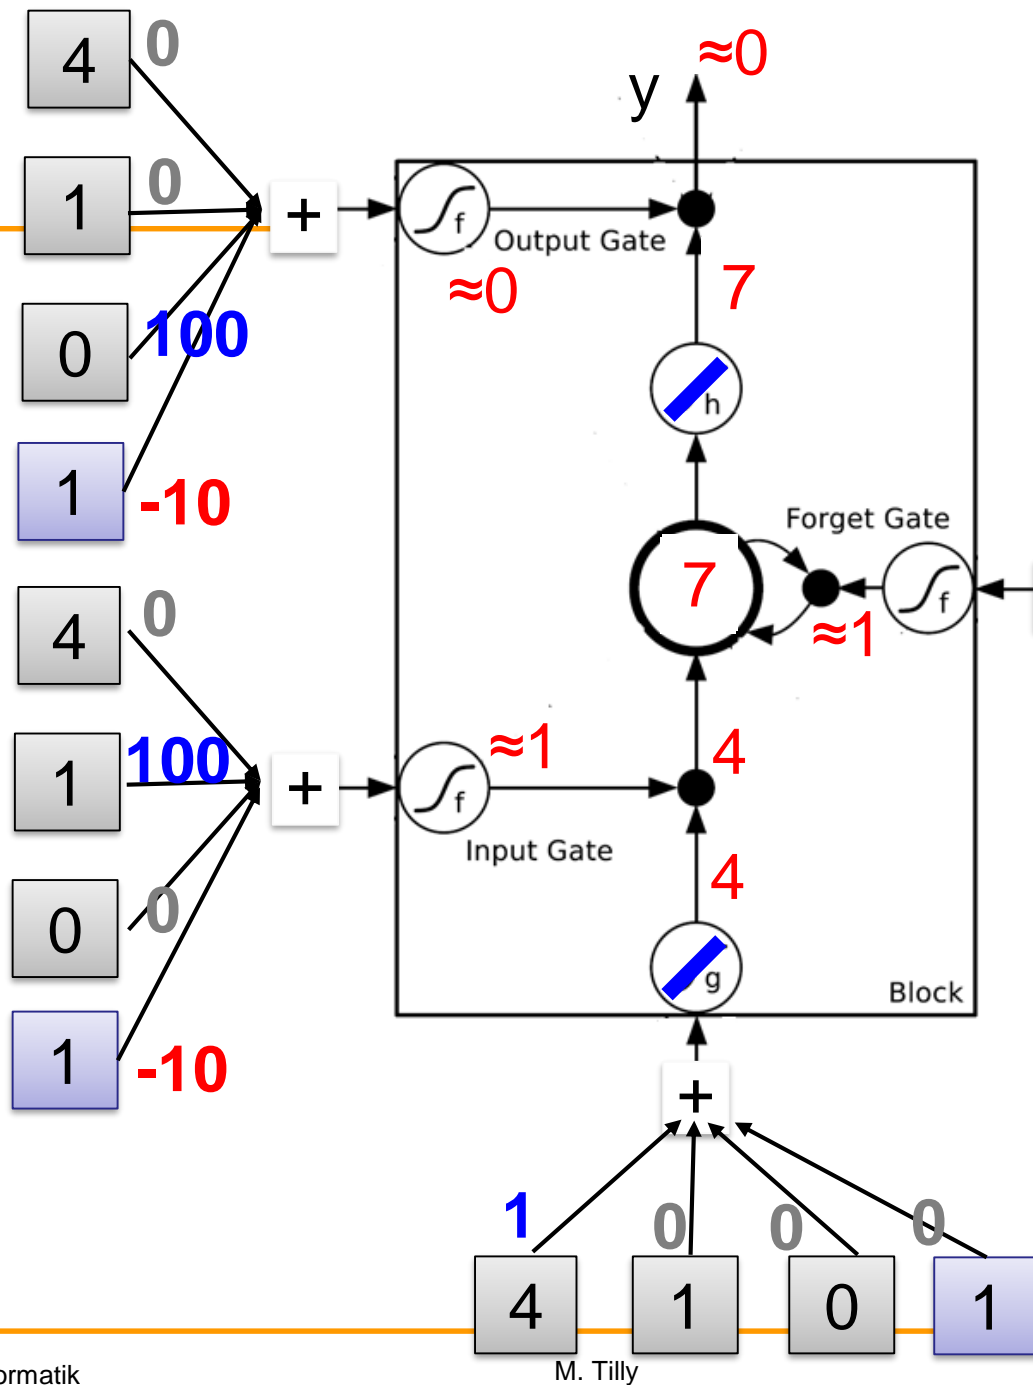 4 0
≈0
y
1 0
+
f
Output Gate
≈0
7
0 100
h
1 -10
Forget Gate
7
f
≈1
4 0
1 100
+
f
≈1
4
Input Gate
4
0 0
g
Block
1 -10
+
1 0 0 0
4 1 0 1
ormatik
M. Tilly